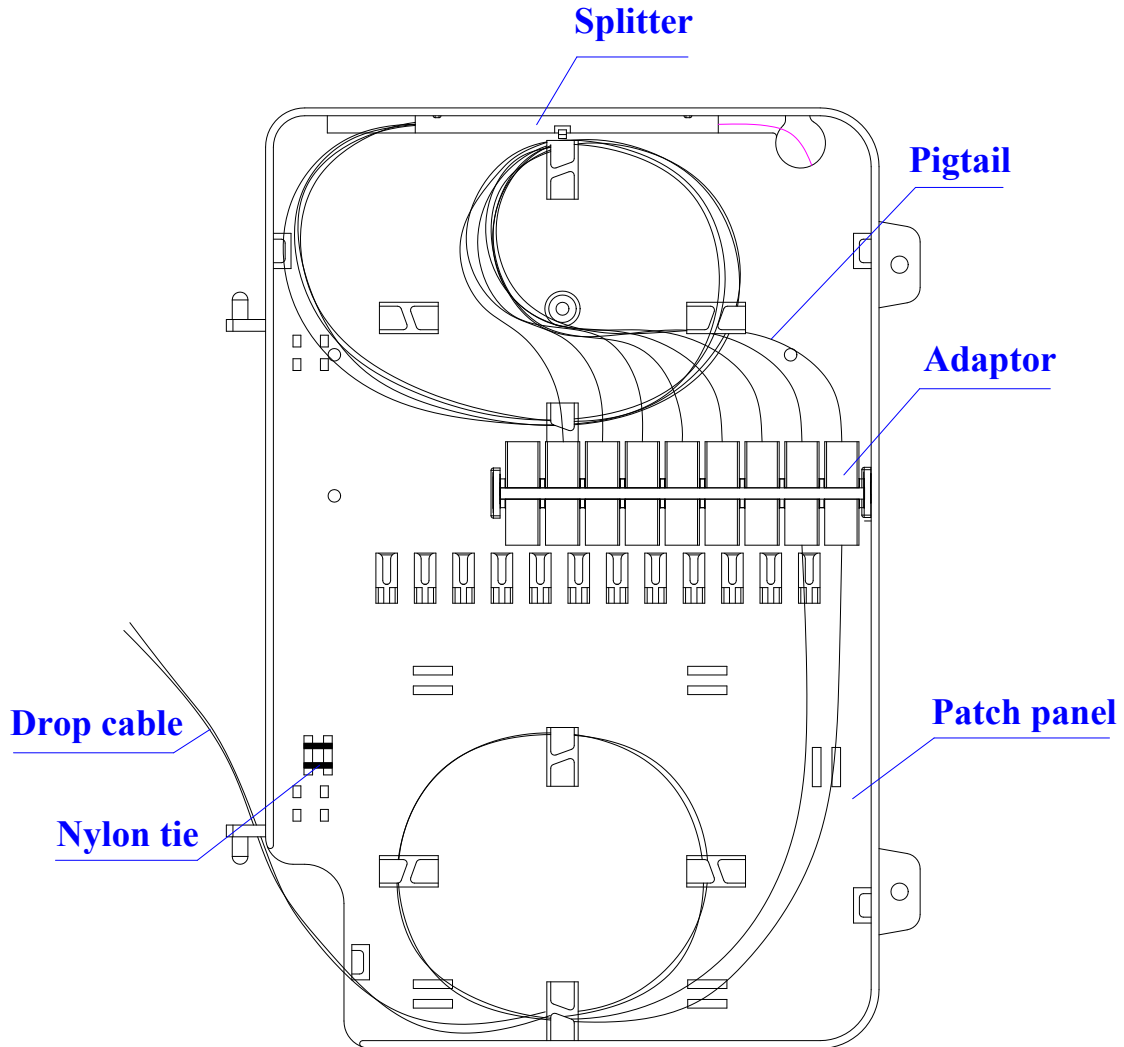 Splitter
Pigtail
Adaptor
Drop cable
Patch panel
Nylon tie